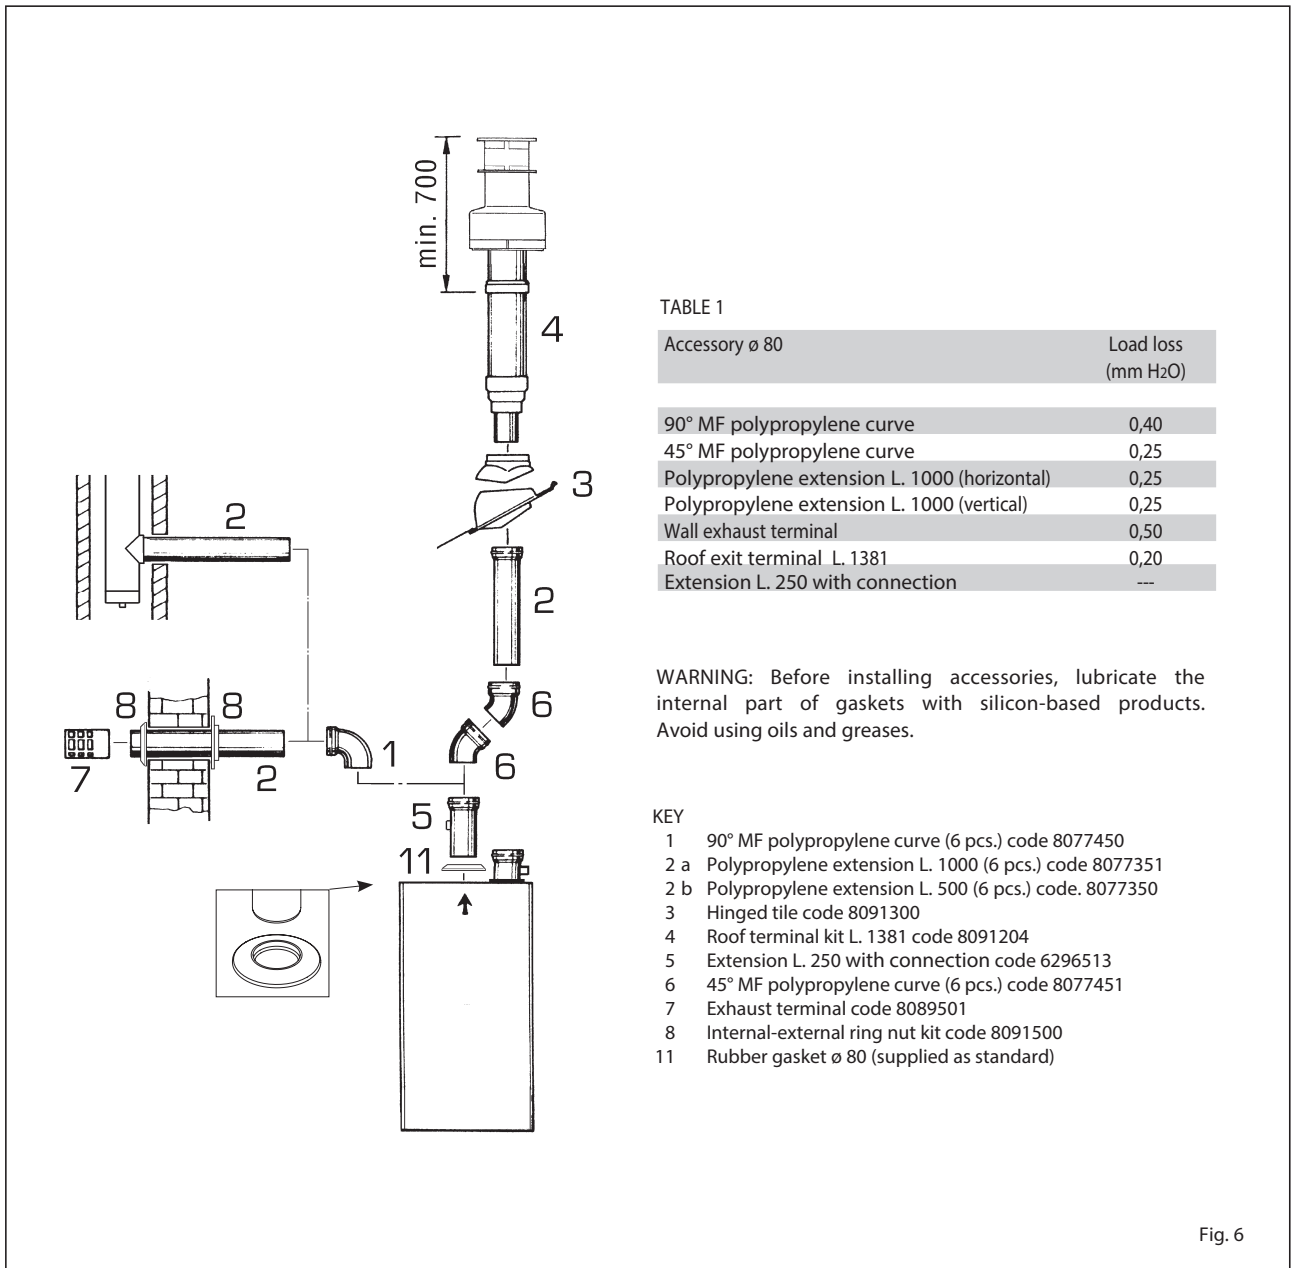 min. 700
4
3
2
2
6
8
8
1
6
7
2
5
11
TABLE 1
Accessory ø 80 Load loss
(mm H2O)
90° MF polypropylene curve 0,40
45° MF polypropylene curve 0,25
Polypropylene extension L. 1000 (horizontal) 0,25
Polypropylene extension L. 1000 (vertical) 0,25
Wall exhaust terminal 0,50
Roof exit terminal L. 1381 0,20
Extension L. 250 with connection ---
WARNING: Before installing accessories, lubricate the
internal part of gaskets with silicon-based products.
Avoid using oils and greases.
KEY
1 90° MF polypropylene curve (6 pcs.) code 8077450
2 a Polypropylene extension L. 1000 (6 pcs.) code 8077351
2 b Polypropylene extension L. 500 (6 pcs.) code. 8077350
3 Hinged tile code 8091300
4 Roof terminal kit L. 1381 code 8091204
5 Extension L. 250 with connection code 6296513
6 45° MF polypropylene curve (6 pcs.) code 8077451
7 Exhaust terminal code 8089501
8 Internal-external ring nut kit code 8091500
11 Rubber gasket ø 80 (supplied as standard)
Fig. 6